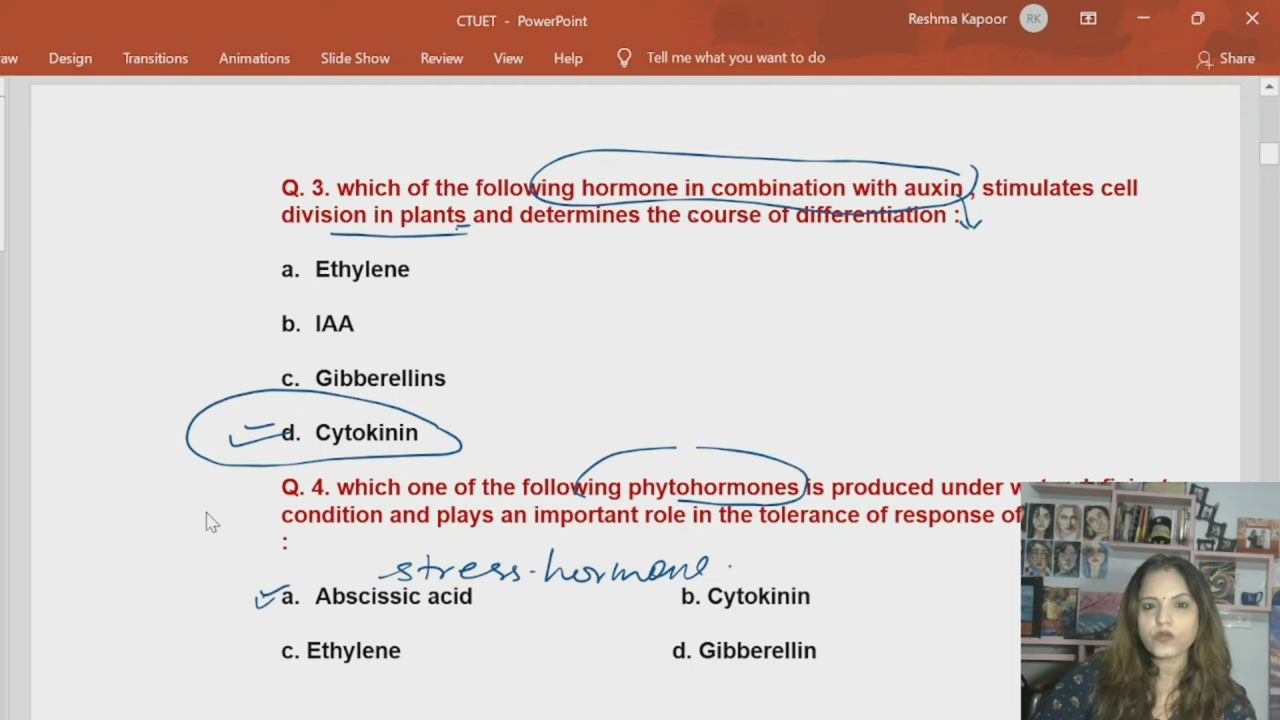 CTUET - PowerPoint
Reshma Kapoor RK
aw Design Transitions Animations Slide Show Review View Help Tell me what you want to do Share
Q. 3. which of the following hormone in combination with auxin , stimulates cell
division in plants and determines the course of differentiation :
a. Ethylene
b. IAA
c. Gibberellins
d. Cytokinin
Q. 4. which one of the following phytohormones is produced under
condition and plays an important role in the tolerance of response of
:
stress hormone
a. Abscissic acid b. Cytokinin
c. Ethylene d. Gibberellin